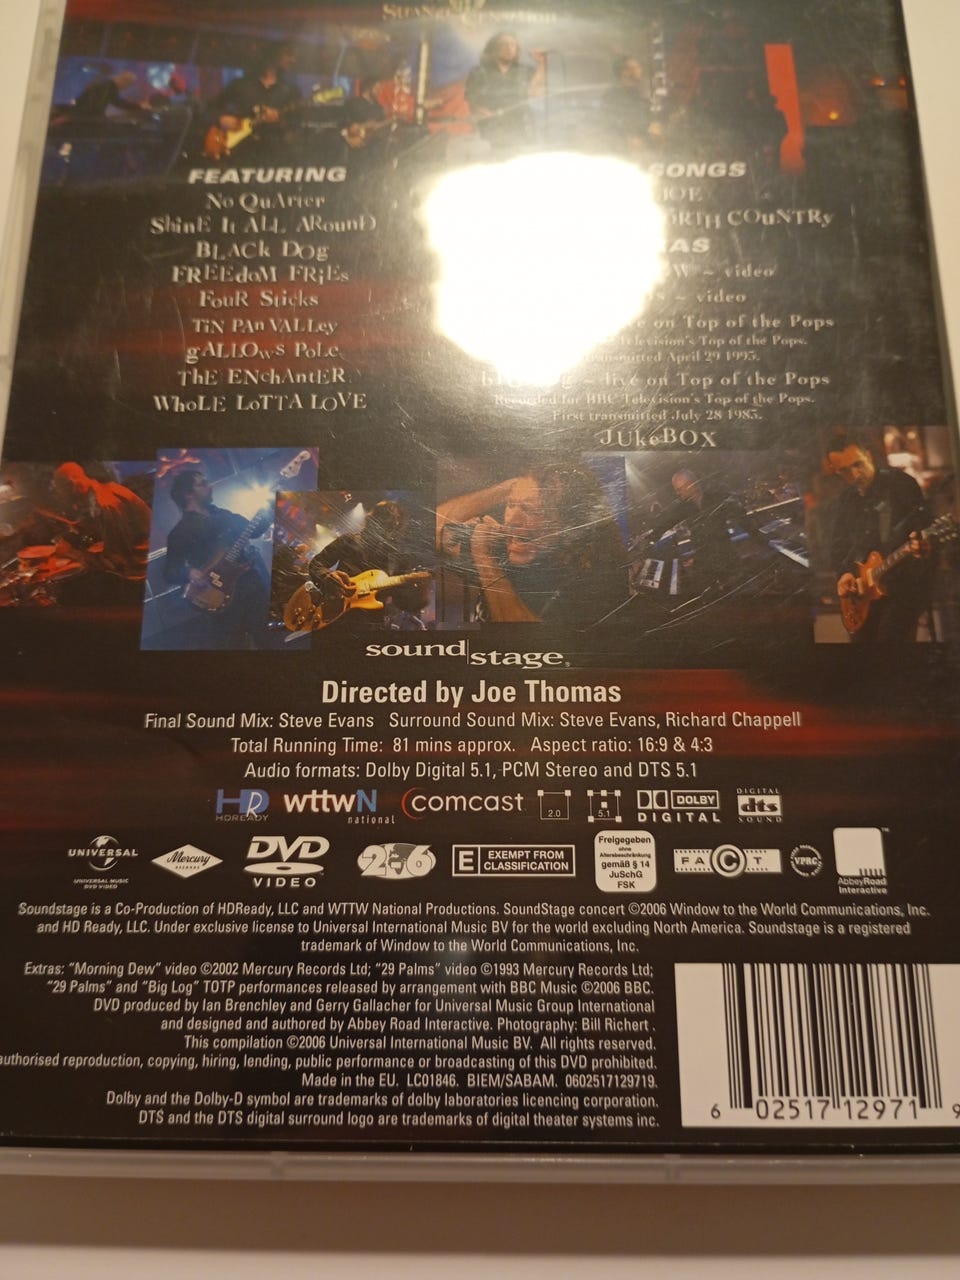 Strange Sensation
FEATURING
No Quarter
Shine It All Around
Black Dog
Freedom Fries
Four Sticks
Tin Pan Valley
Gallows Pole
The Enchanter
Whole Lotta Love
SONGS
JOE
COUNTRY
~ video
~ video
on Top of the Pops
Television's Top of the Pops.
April 29 1993.
~ live on Top of the Pops
Recorded for BBC Television's Top of the Pops.
First transmitted July 28 1983.
JUKEBOX
soundstage®
Directed by Joe Thomas
Final Sound Mix: Steve Evans Surround Sound Mix: Steve Evans, Richard Chappell
Total Running Time: 81 mins approx. Aspect ratio: 16:9 & 4:3
Audio formats: Dolby Digital 5.1, PCM Stereo and DTS 5.1
HDR HDREADY wttwN national comcast 2.0 5.1 DOLBY DIGITAL DIGITAL dts SOUND
UNIVERSAL UNIVERSAL MUSIC DVD VIDEO Mercury RECORDS DVD VIDEO 2-6 E EXEMPT FROM CLASSIFICATION Freigegeben ohne Altersbeschränkung gemäß § 14 JuSchG FSK FACT VPRC AbbeyRoad Interactive
Soundstage is a Co-Production of HDReady, LLC and WTTW National Productions. SoundStage concert ©2006 Window to the World Communications, Inc.
and HD Ready, LLC. Under exclusive license to Universal International Music BV for the world excluding North America. Soundstage is a registered
trademark of Window to the World Communications, Inc.
Extras: "Morning Dew" video ©2002 Mercury Records Ltd; "29 Palms" video ©1993 Mercury Records Ltd;
"29 Palms" and "Big Log" TOTP performances released by arrangement with BBC Music ©2006 BBC.
DVD produced by Ian Brenchley and Gerry Gallacher for Universal Music Group International
and designed and authored by Abbey Road Interactive. Photography: Bill Richert .
This compilation ©2006 Universal International Music BV. All rights reserved.
authorised reproduction, copying, hiring, lending, public performance or broadcasting of this DVD prohibited.
Made in the EU. LC01846. BIEM/SABAM. 0602517129719.
Dolby and the Dolby-D symbol are trademarks of dolby laboratories licencing corporation.
DTS and the DTS digital surround logo are trademarks of digital theater systems inc.
6 02517 12971 9